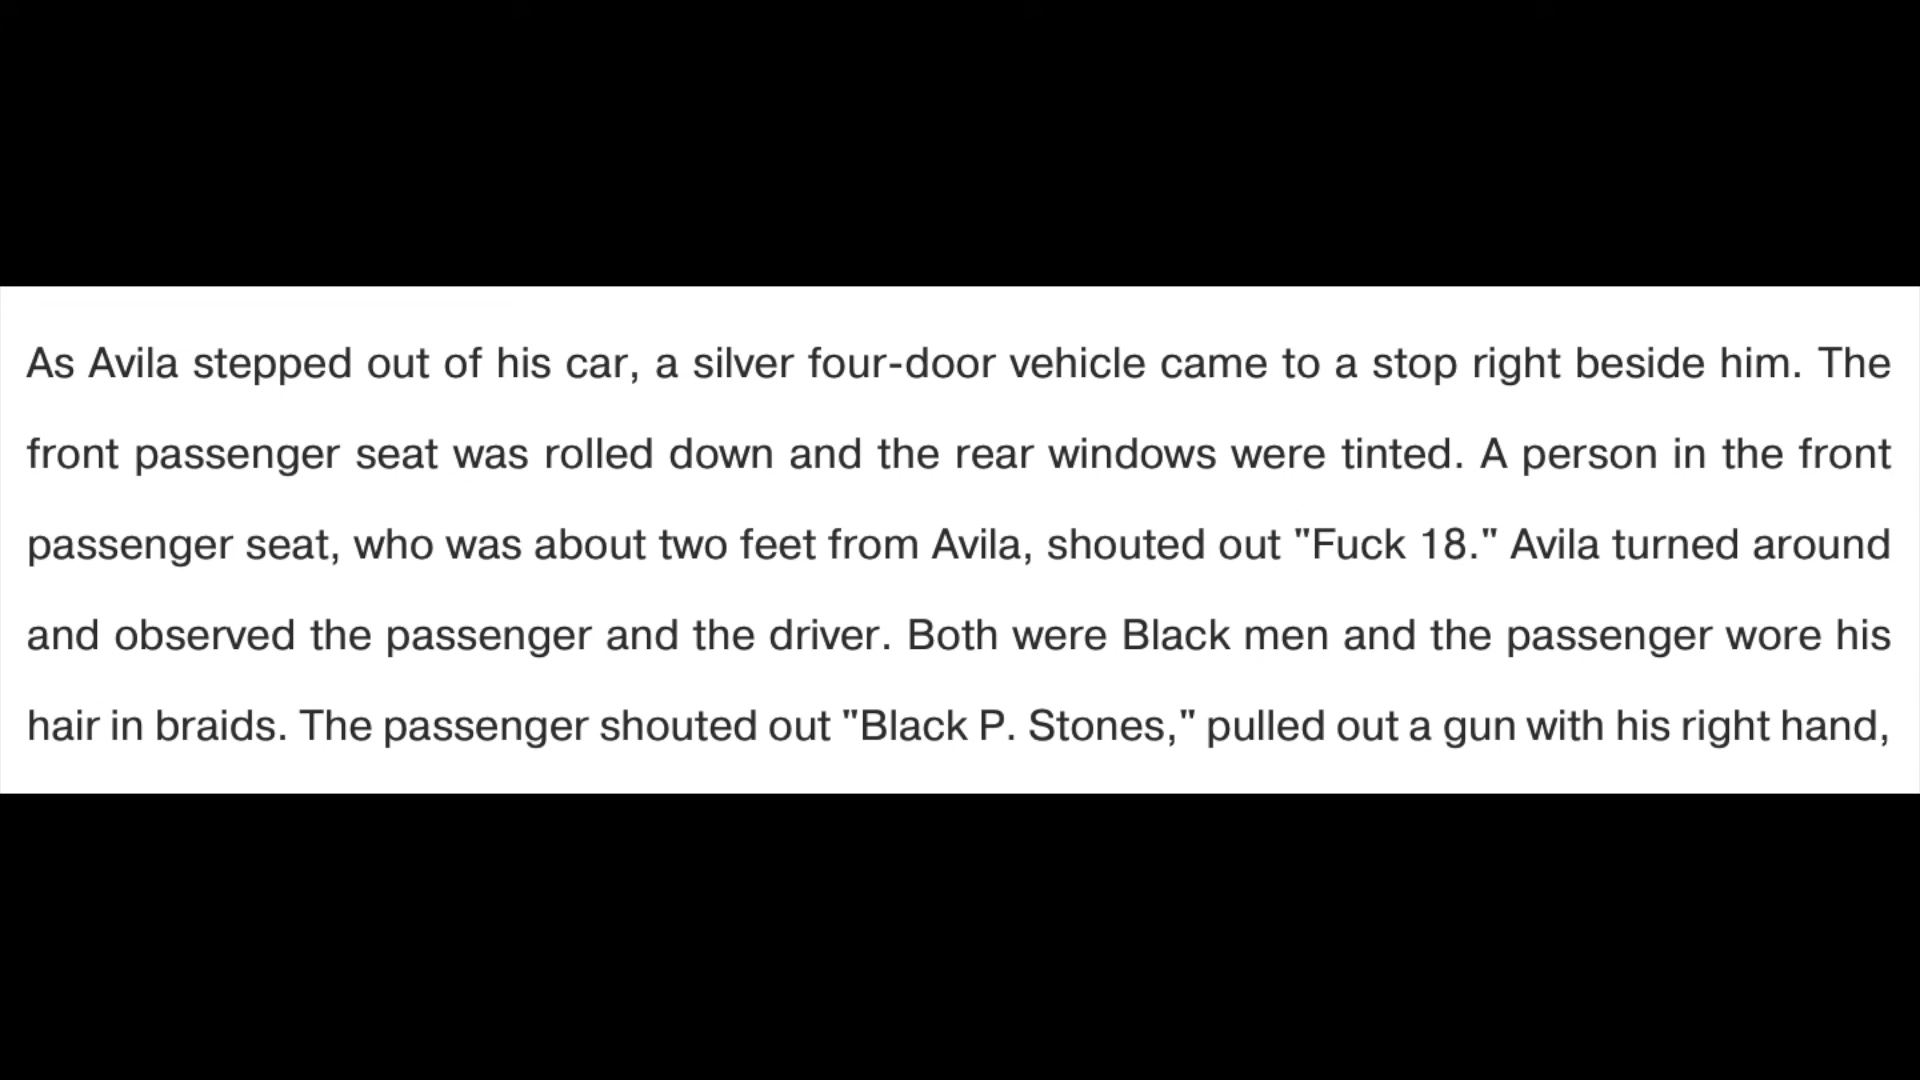 As Avila stepped out of his car, a silver four-door vehicle came to a stop right beside him. The
front passenger seat was rolled down and the rear windows were tinted. A person in the front
passenger seat, who was about two feet from Avila, shouted out "Fuck 18." Avila turned around
and observed the passenger and the driver. Both were Black men and the passenger wore his
hair in braids. The passenger shouted out "Black P. Stones," pulled out a gun with his right hand,